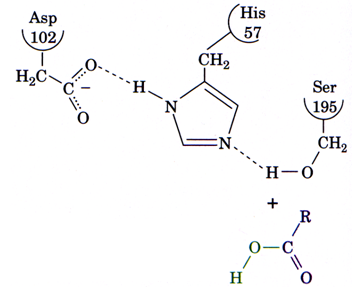 Asp
102
His
57
H₂C
C
O
−
O
H
N
N
CH₂
Ser
195
CH₂
H
O
+
R
O
C
H
O